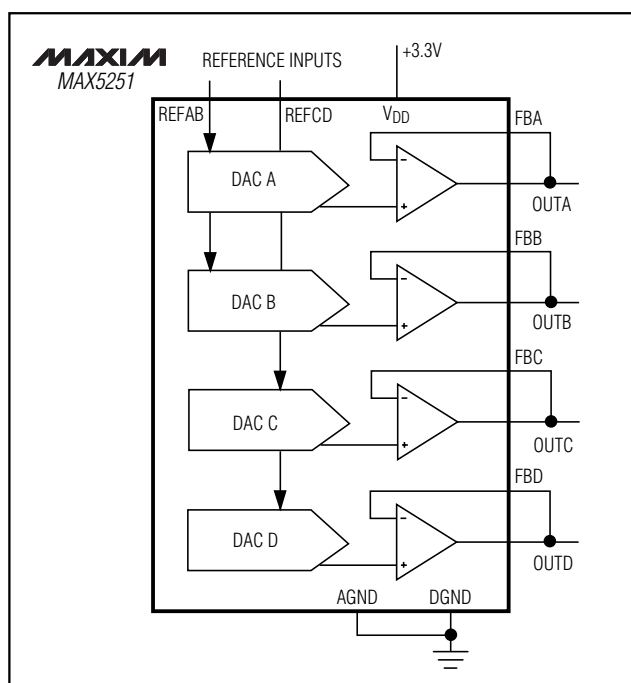 MAXIM
MAX5251
REFERENCE INPUTS
+3.3V
REFAB
REFCD
VDD
FBA
DAC A
-
+
OUTA
FBB
DAC B
-
+
OUTB
FBC
DAC C
-
+
OUTC
FBD
DAC D
-
+
OUTD
AGND
DGND